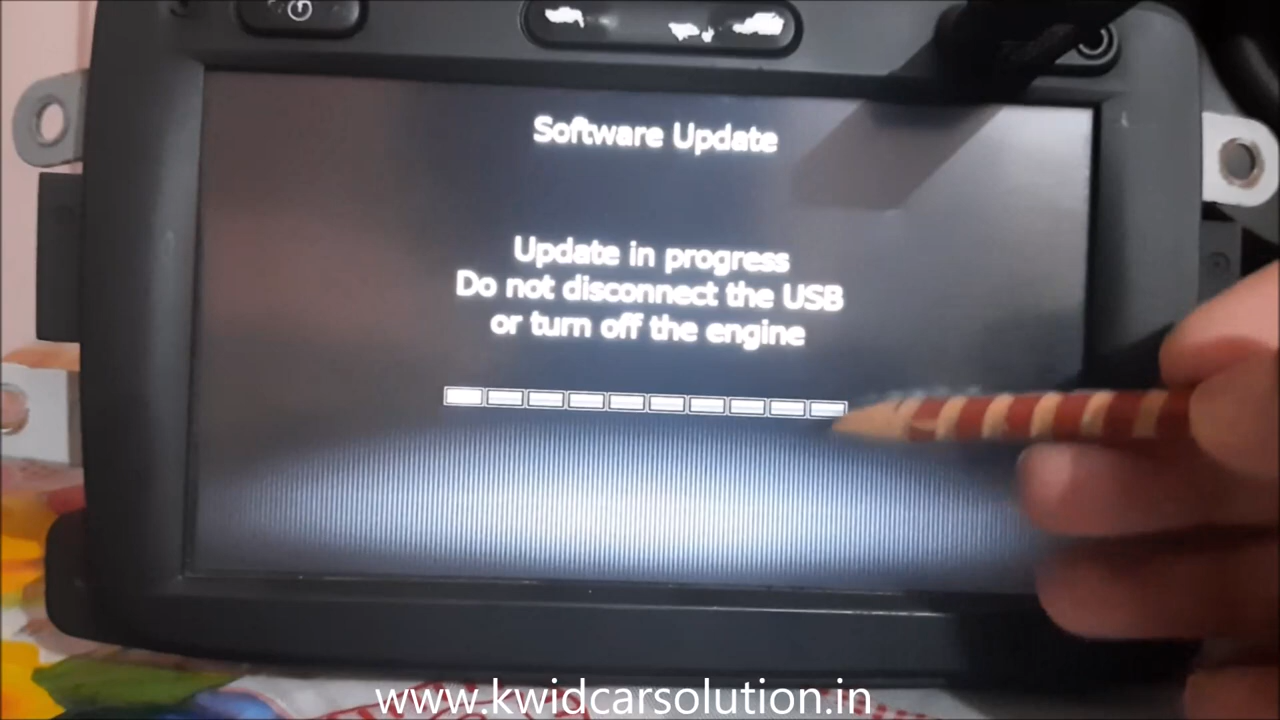 Software Update
Update in progress
Do not disconnect the USB
or turn off the engine
www.kwidcarsolution.in